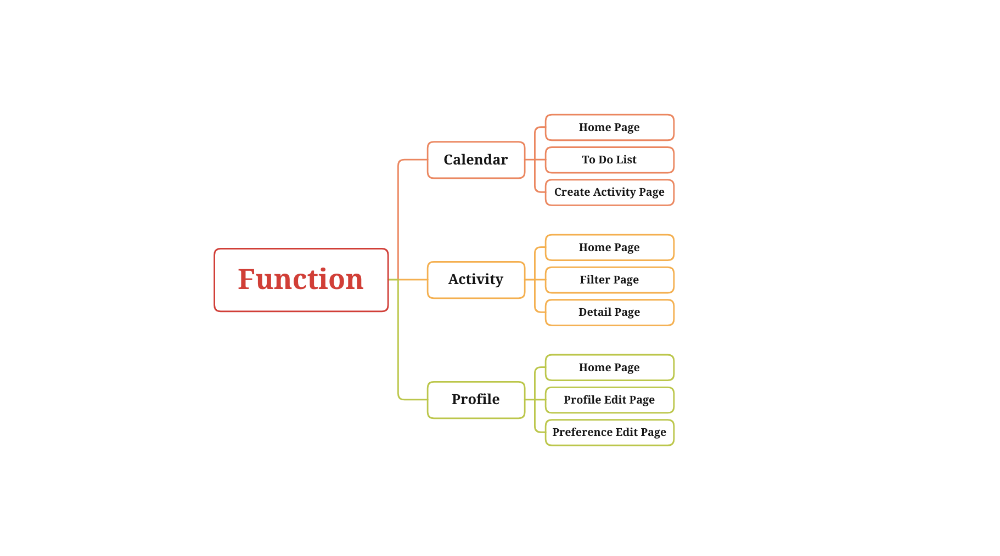 Function
Calendar
Home Page
To Do List
Create Activity Page
Activity
Home Page
Filter Page
Detail Page
Profile
Home Page
Profile Edit Page
Preference Edit Page